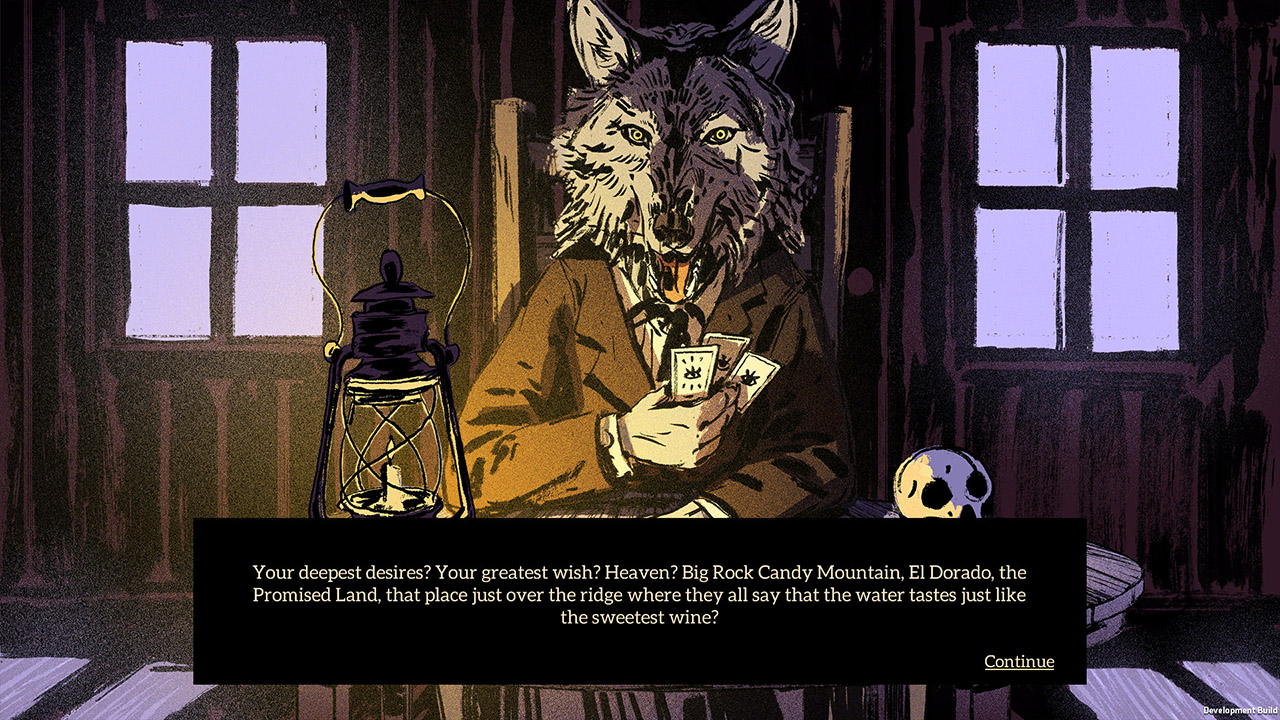 Your deepest desires? Your greatest wish? Heaven? Big Rock Candy Mountain, El Dorado, the
Promised Land, that place just over the ridge where they all say that the water tastes just like
the sweetest wine?
Continue
Development Build